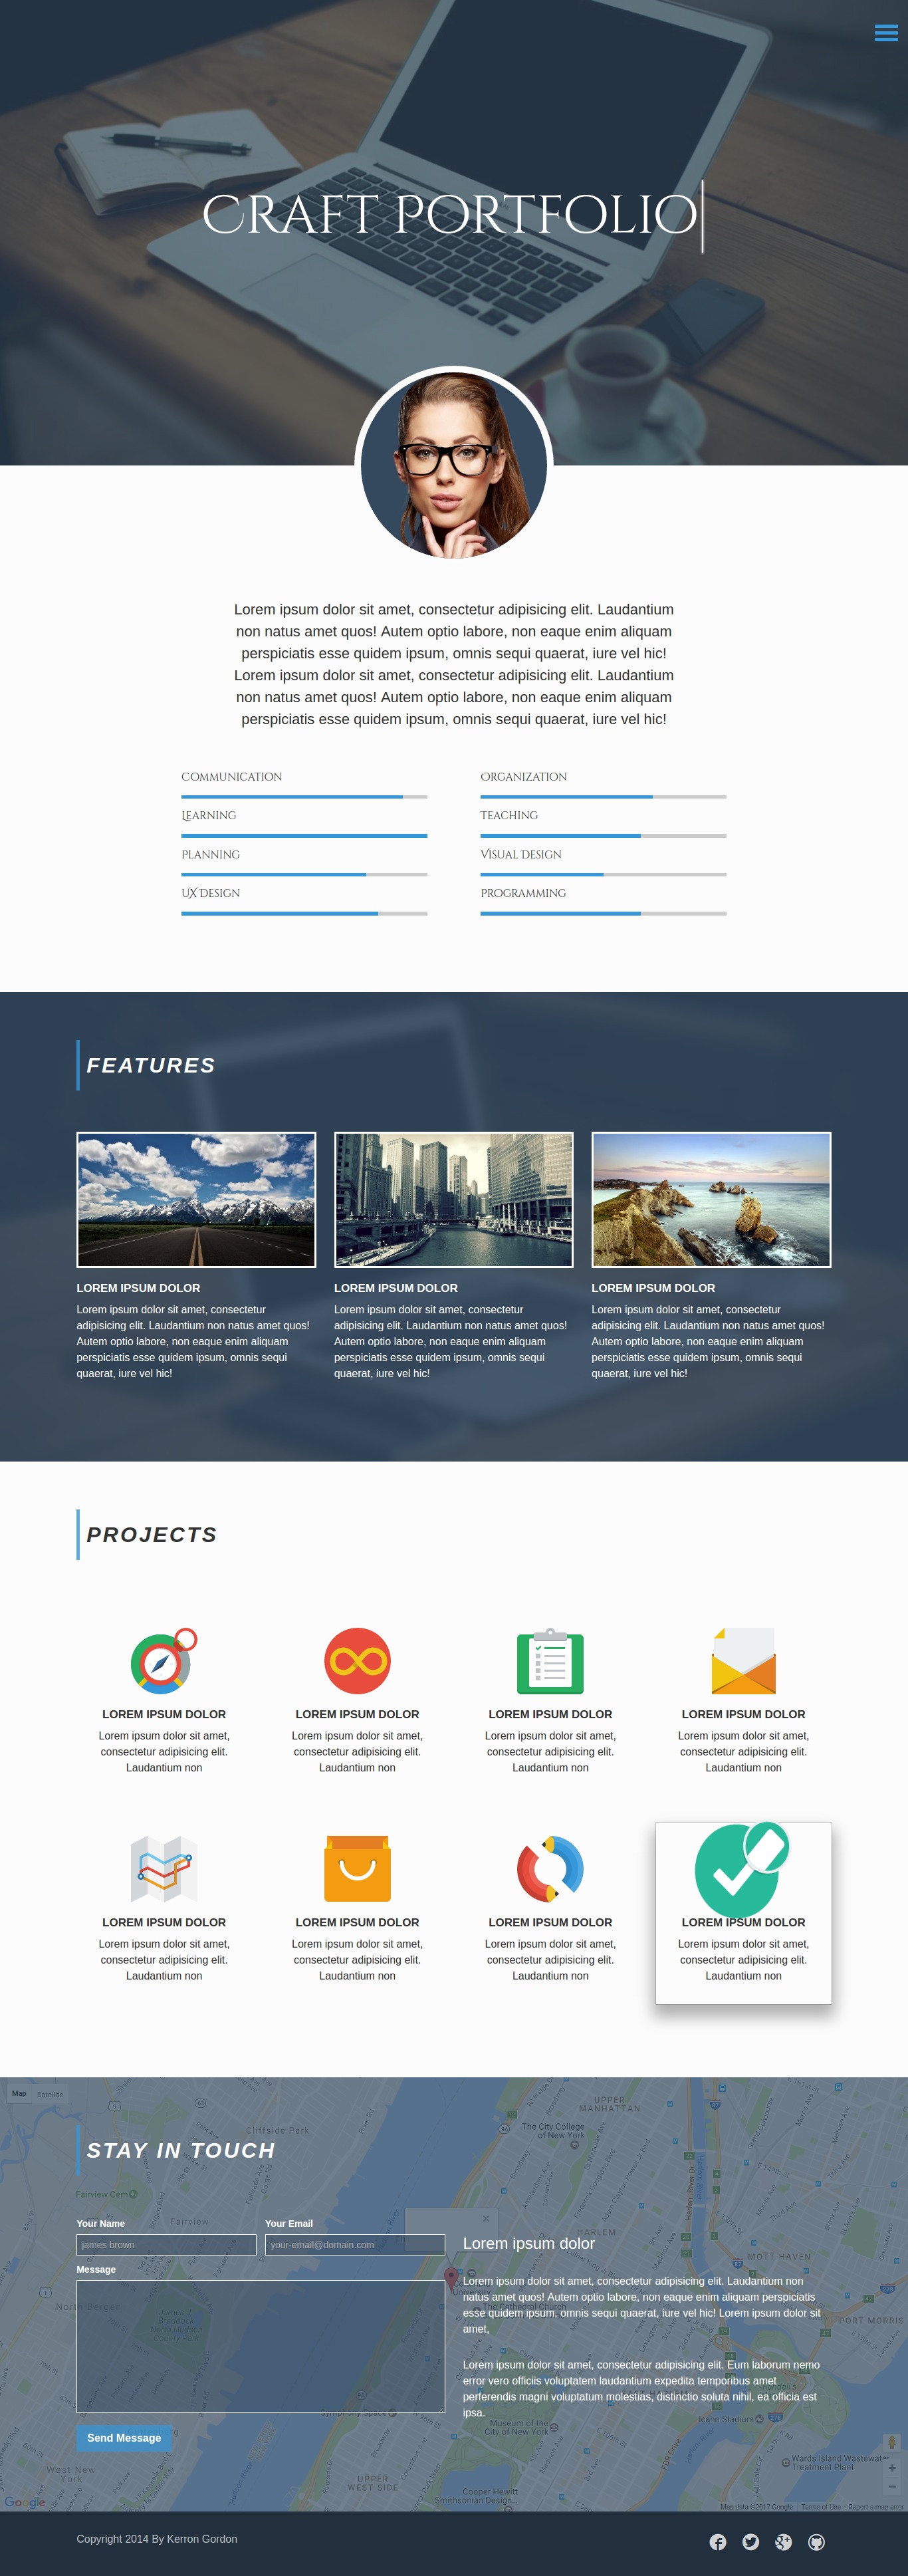 Craft Portfolio
Lorem ipsum dolor sit amet, consectetur adipisicing elit. Laudantium
non natus amet quos! Autem optio labore, non eaque enim aliquam
perspiciatis esse quidem ipsum, omnis sequi quaerat, iure vel hic!
Lorem ipsum dolor sit amet, consectetur adipisicing elit. Laudantium
non natus amet quos! Autem optio labore, non eaque enim aliquam
perspiciatis esse quidem ipsum, omnis sequi quaerat, iure vel hic!
Communication
Organization
Learning
Teaching
Planning
Visual Design
UX Design
Programming
FEATURES
LOREM IPSUM DOLOR
Lorem ipsum dolor sit amet, consectetur
adipisicing elit. Laudantium non natus amet quos!
Autem optio labore, non eaque enim aliquam
perspiciatis esse quidem ipsum, omnis sequi
quaerat, iure vel hic!
LOREM IPSUM DOLOR
Lorem ipsum dolor sit amet, consectetur
adipisicing elit. Laudantium non natus amet quos!
Autem optio labore, non eaque enim aliquam
perspiciatis esse quidem ipsum, omnis sequi
quaerat, iure vel hic!
LOREM IPSUM DOLOR
Lorem ipsum dolor sit amet, consectetur
adipisicing elit. Laudantium non natus amet quos!
Autem optio labore, non eaque enim aliquam
perspiciatis esse quidem ipsum, omnis sequi
quaerat, iure vel hic!
PROJECTS
LOREM IPSUM DOLOR
Lorem ipsum dolor sit amet,
consectetur adipisicing elit.
Laudantium non
LOREM IPSUM DOLOR
Lorem ipsum dolor sit amet,
consectetur adipisicing elit.
Laudantium non
LOREM IPSUM DOLOR
Lorem ipsum dolor sit amet,
consectetur adipisicing elit.
Laudantium non
LOREM IPSUM DOLOR
Lorem ipsum dolor sit amet,
consectetur adipisicing elit.
Laudantium non
LOREM IPSUM DOLOR
Lorem ipsum dolor sit amet,
consectetur adipisicing elit.
Laudantium non
LOREM IPSUM DOLOR
Lorem ipsum dolor sit amet,
consectetur adipisicing elit.
Laudantium non
LOREM IPSUM DOLOR
Lorem ipsum dolor sit amet,
consectetur adipisicing elit.
Laudantium non
LOREM IPSUM DOLOR
Lorem ipsum dolor sit amet,
consectetur adipisicing elit.
Laudantium non
Map Satellite
UPPER
MANHATTAN
The City College
of New York
Cliffside Park
STAY IN TOUCH
Fairview Cem
Fairview
HARLEM
MOTT HAVEN
PORT MORRIS
North Bergen
Your Name
Your Email
james brown
your-email@domain.com
Message
Send Message
Lorem ipsum dolor
Lorem ipsum dolor sit amet, consectetur adipisicing elit. Laudantium non
natus amet quos! Autem optio labore, non eaque enim aliquam perspiciatis
esse quidem ipsum, omnis sequi quaerat, iure vel hic! Lorem ipsum dolor sit
amet,
Lorem ipsum dolor sit amet, consectetur adipisicing elit. Eum laborum nemo
error vero officiis voluptatem laudantium expedita temporibus amet
perferendis magni voluptatum molestias, distinctio soluta nihil, ea officia est
ipsa.
Symphony Space
Museum of the
City of New York
Icahn Stadium
Wards Island Wastewater
Treatment Plant
West New
York
UPPER
WEST SIDE
Cooper Hewitt
Smithsonian Design
Google
Map data ©2017 Google
Terms of Use
Report a map error
Copyright 2014 By Kerron Gordon